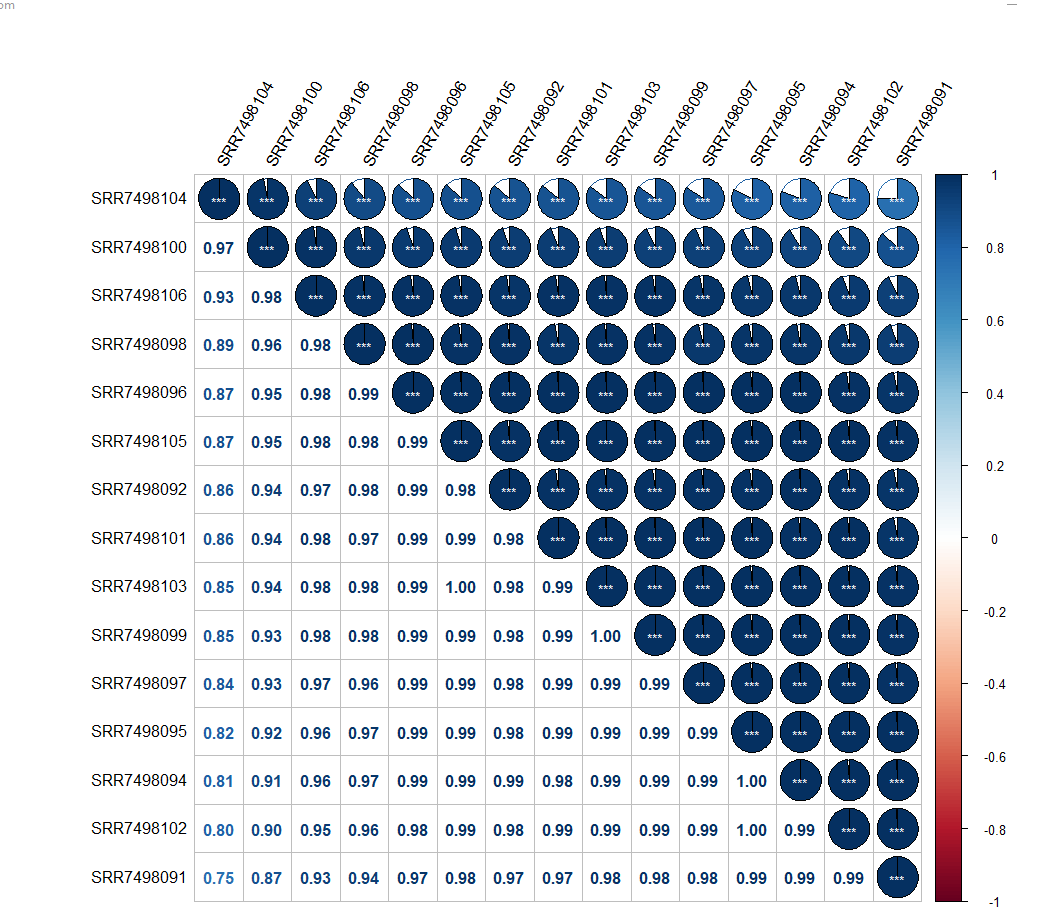 om
SRR7498104 SRR7498100 SRR7498106 SRR7498098 SRR7498096 SRR7498105 SRR7498092 SRR7498101 SRR7498103 SRR7498099 SRR7498097 SRR7498095 SRR7498094 SRR7498102 SRR7498091
SRR7498104 *** *** *** *** *** *** *** *** *** *** *** *** *** *** *** 1
SRR7498100 0.97 *** *** *** *** *** *** *** *** *** *** *** *** *** *** 0.8
SRR7498106 0.93 0.98 *** *** *** *** *** *** *** *** *** *** *** *** ***
0.6
SRR7498098 0.89 0.96 0.98 *** *** *** *** *** *** *** *** *** *** *** ***
SRR7498096 0.87 0.95 0.98 0.99 *** *** *** *** *** *** *** *** *** *** *** 0.4
SRR7498105 0.87 0.95 0.98 0.98 0.99 *** *** *** *** *** *** *** *** *** ***
0.2
SRR7498092 0.86 0.94 0.97 0.98 0.99 0.98 *** *** *** *** *** *** *** *** ***
SRR7498101 0.86 0.94 0.98 0.97 0.99 0.99 0.98 *** *** *** *** *** *** *** *** 0
SRR7498103 0.85 0.94 0.98 0.98 0.99 1.00 0.98 0.99 *** *** *** *** *** *** ***
-0.2
SRR7498099 0.85 0.93 0.98 0.98 0.99 0.99 0.98 0.99 1.00 *** *** *** *** *** ***
SRR7498097 0.84 0.93 0.97 0.96 0.99 0.99 0.98 0.99 0.99 0.99 *** *** *** *** *** -0.4
SRR7498095 0.82 0.92 0.96 0.97 0.99 0.99 0.98 0.99 0.99 0.99 0.99 *** *** *** ***
-0.6
SRR7498094 0.81 0.91 0.96 0.97 0.99 0.99 0.99 0.98 0.99 0.99 0.99 1.00 *** *** ***
SRR7498102 0.80 0.90 0.95 0.96 0.98 0.99 0.98 0.99 0.99 0.99 0.99 1.00 0.99 *** *** -0.8
SRR7498091 0.75 0.87 0.93 0.94 0.97 0.98 0.97 0.97 0.98 0.98 0.98 0.99 0.99 0.99 ***
-1